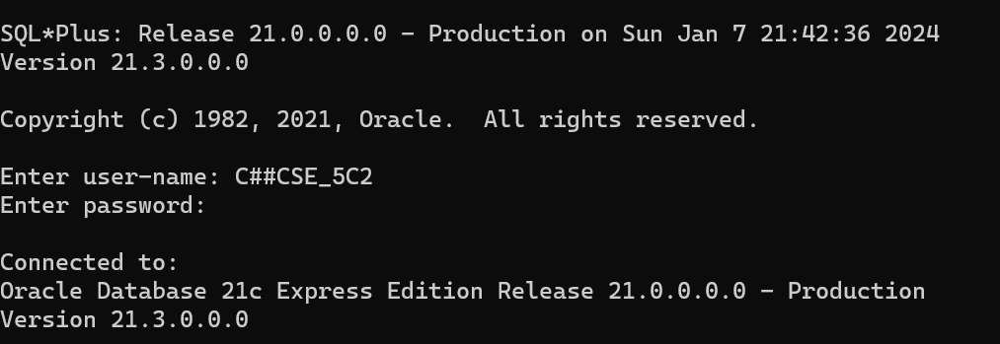 SQL*Plus: Release 21.0.0.0.0 - Production on Sun Jan 7 21:42:36 2024
Version 21.3.0.0.0
Copyright (c) 1982, 2021, Oracle.  All rights reserved.
Enter user-name: C##CSE_5C2
Enter password:
Connected to:
Oracle Database 21c Express Edition Release 21.0.0.0.0 - Production
Version 21.3.0.0.0